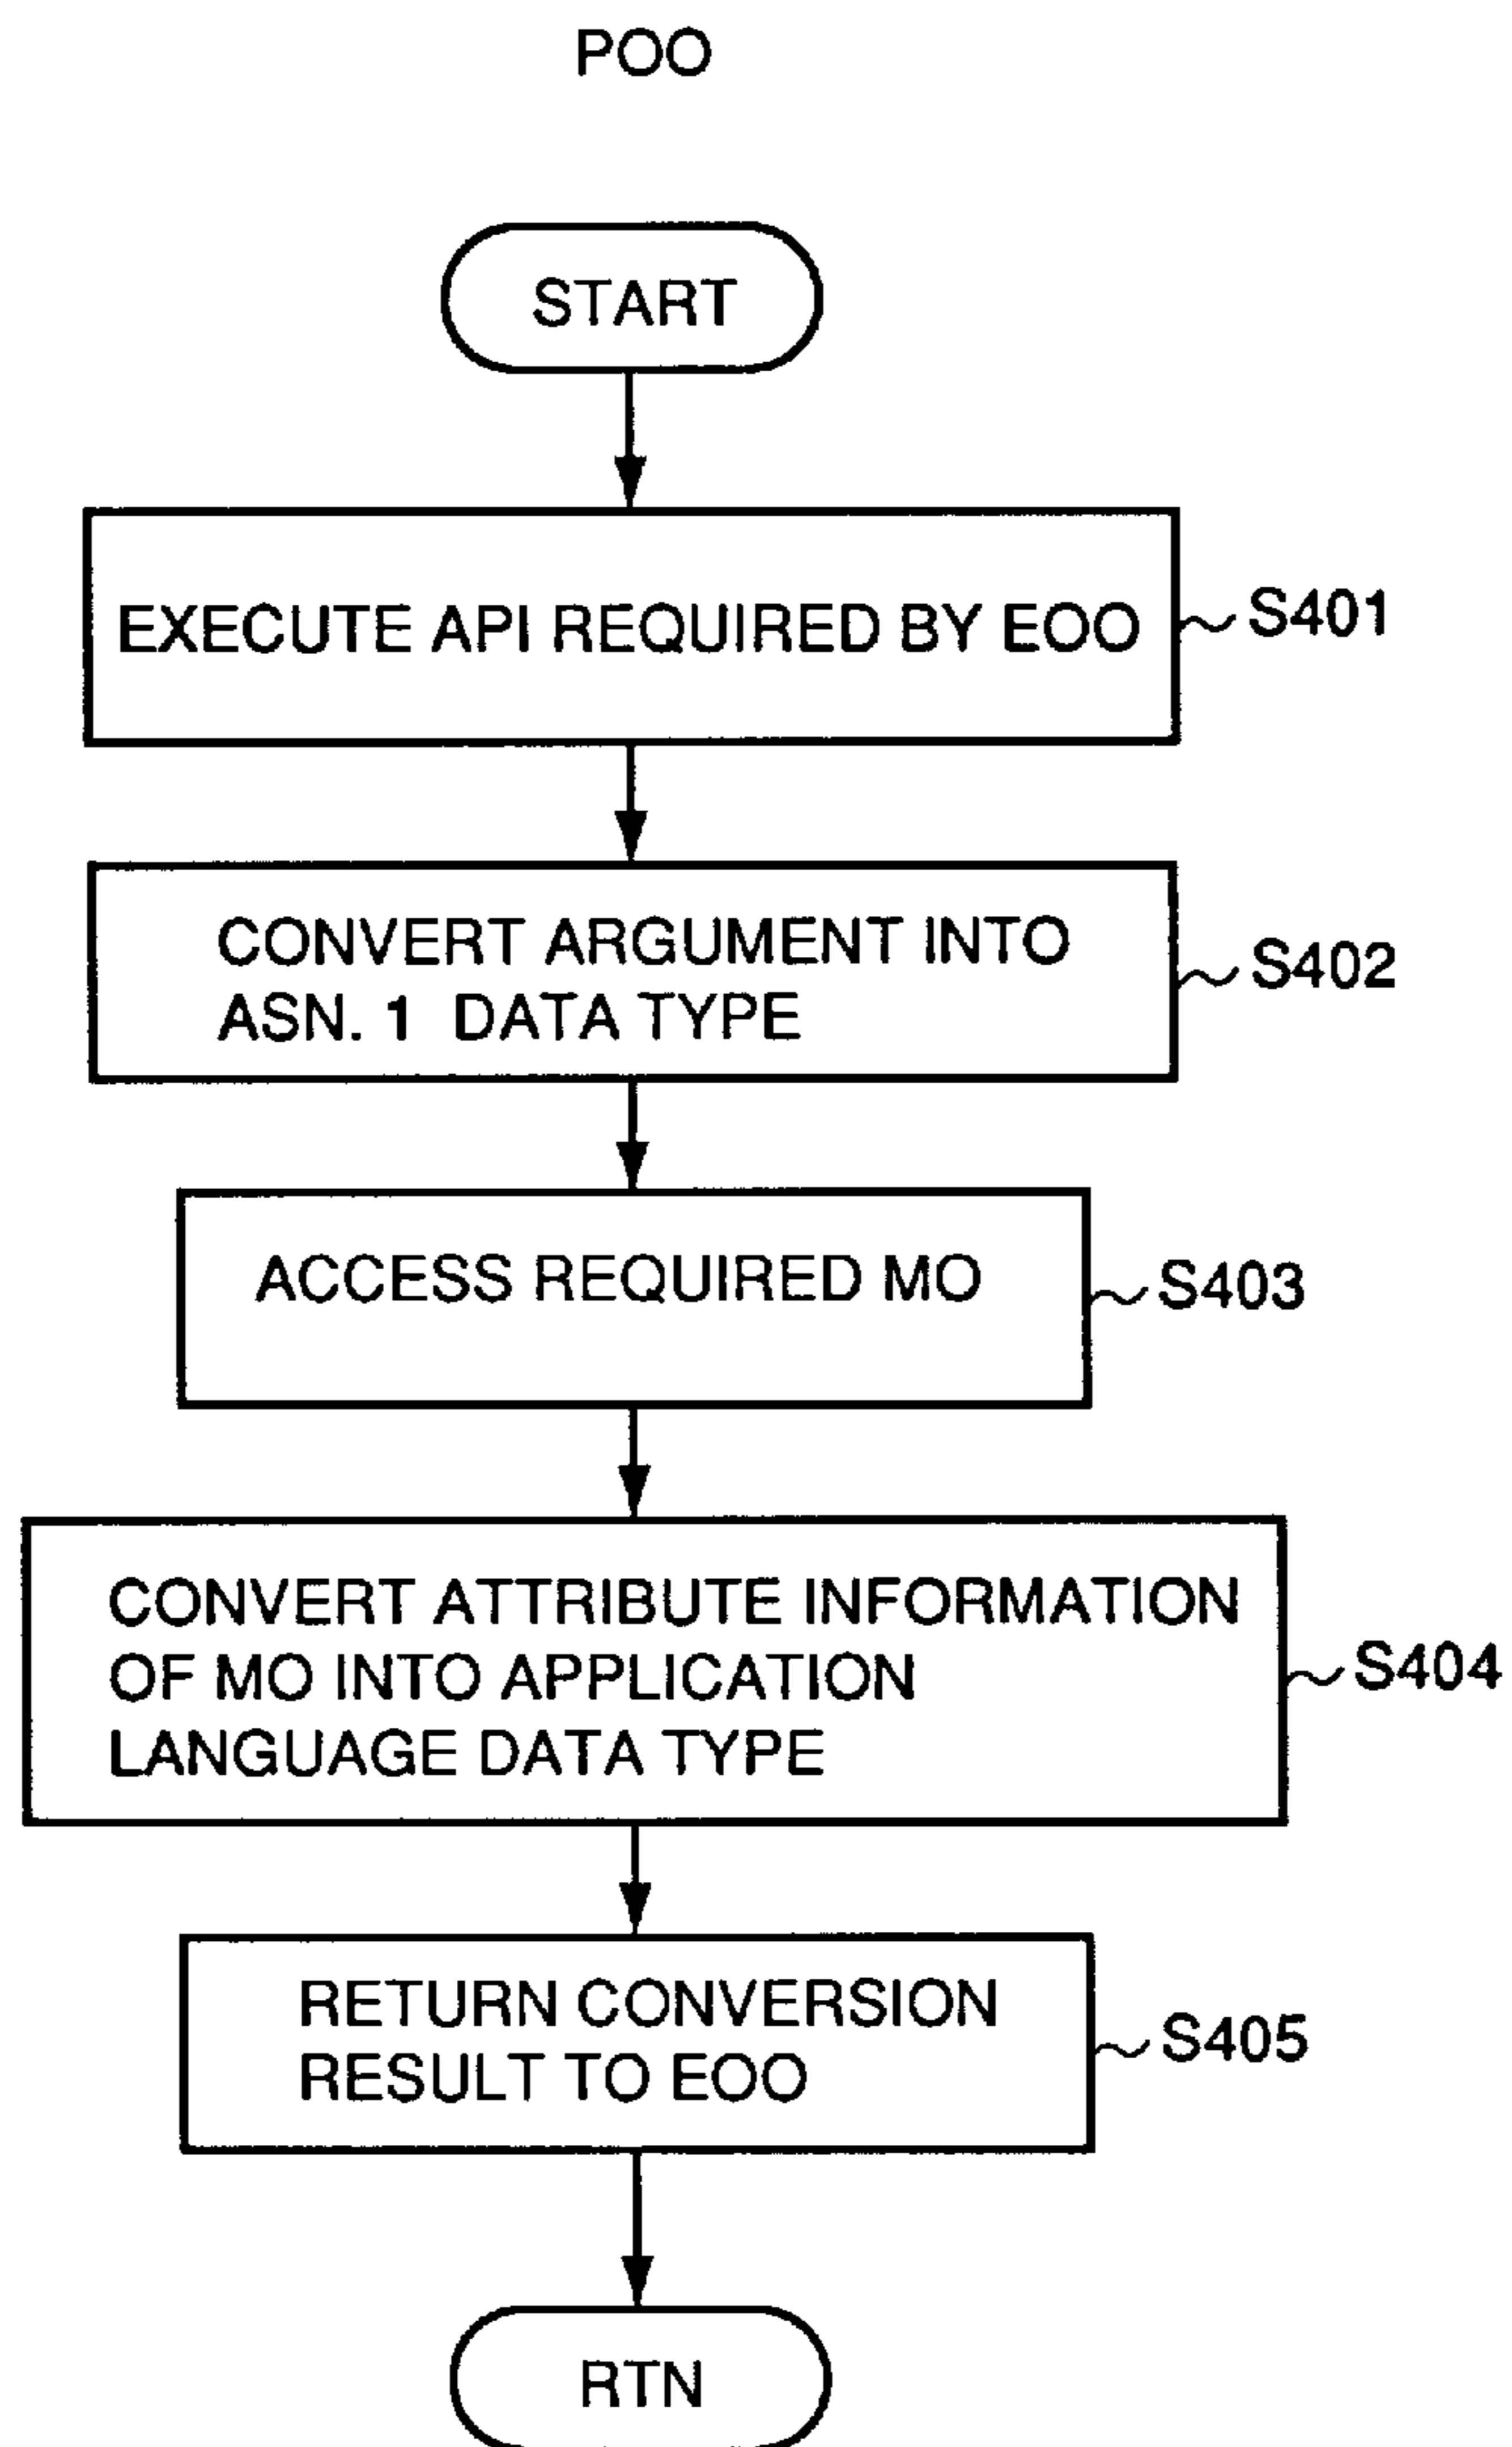 POO
START
EXECUTE API REQUIRED BY EOO
S401
CONVERT ARGUMENT INTO
ASN. 1 DATA TYPE
S402
ACCESS REQUIRED MO
S403
CONVERT ATTRIBUTE INFORMATION
OF MO INTO APPLICATION
LANGUAGE DATA TYPE
S404
RETURN CONVERSION
RESULT TO EOO
S405
RTN